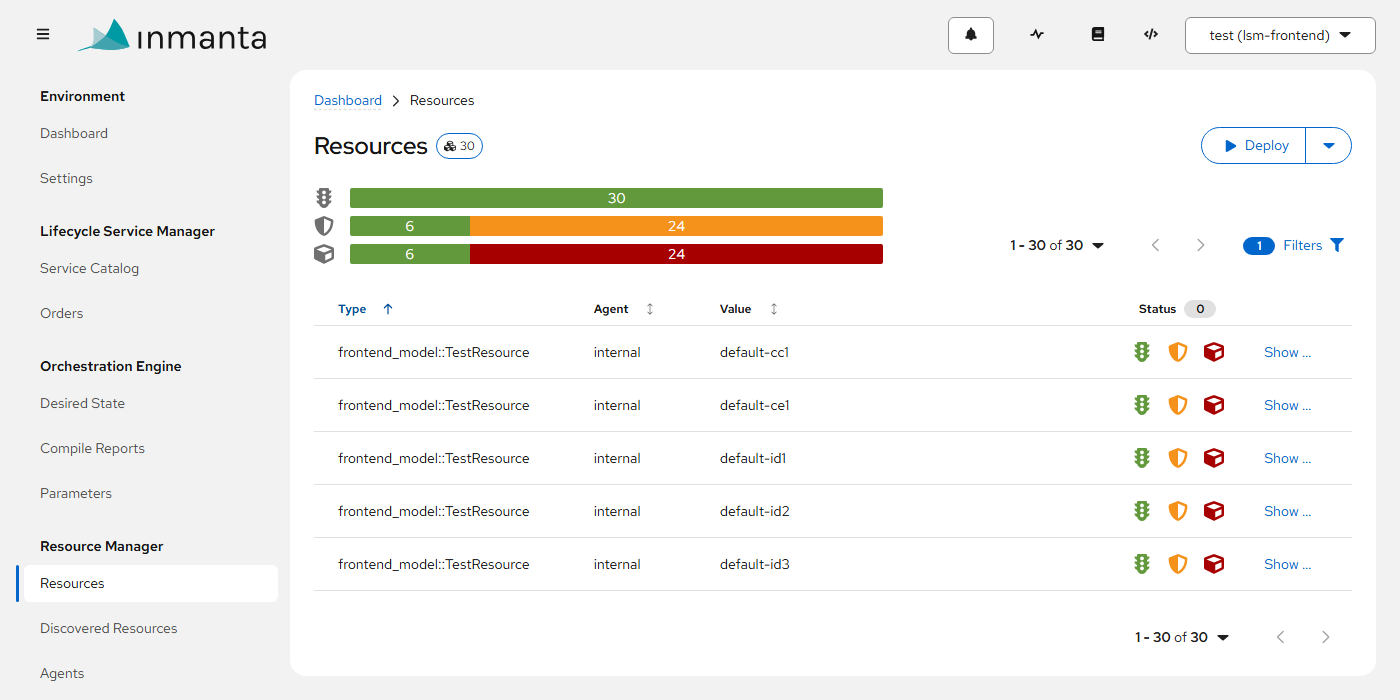 inmanta
test (lsm-frontend)
Environment
Dashboard
Settings
Lifecycle Service Manager
Service Catalog
Orders
Orchestration Engine
Desired State
Compile Reports
Parameters
Resource Manager
Resources
Discovered Resources
Agents
Dashboard > Resources
Resources 30
Deploy
30
6 24
6 24
1 - 30 of 30
1 Filters
Type Agent Value Status 0
frontend_model::TestResource internal default-cc1 Show ...
frontend_model::TestResource internal default-ce1 Show ...
frontend_model::TestResource internal default-id1 Show ...
frontend_model::TestResource internal default-id2 Show ...
frontend_model::TestResource internal default-id3 Show ...
1 - 30 of 30